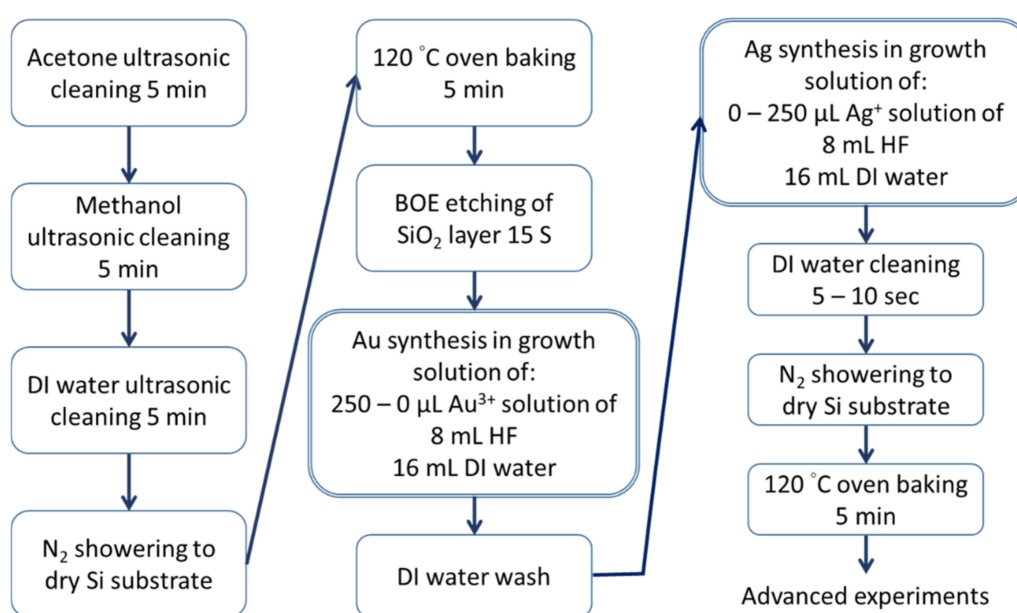 Acetone ultrasonic
cleaning 5 min
Methanol
ultrasonic cleaning
5 min
DI water ultrasonic
cleaning 5 min
N₂ showering to
dry Si substrate
120 °C oven baking
5 min
BOE etching of
SiO₂ layer 15 S
Au synthesis in growth
solution of:
250 – 0 µL Au³⁺ solution of
8 mL HF
16 mL DI water
DI water wash
Ag synthesis in growth
solution of:
0 – 250 µL Ag⁺ solution of
8 mL HF
16 mL DI water
DI water cleaning
5 – 10 sec
N₂ showering to
dry Si substrate
120 °C oven baking
5 min
Advanced experiments